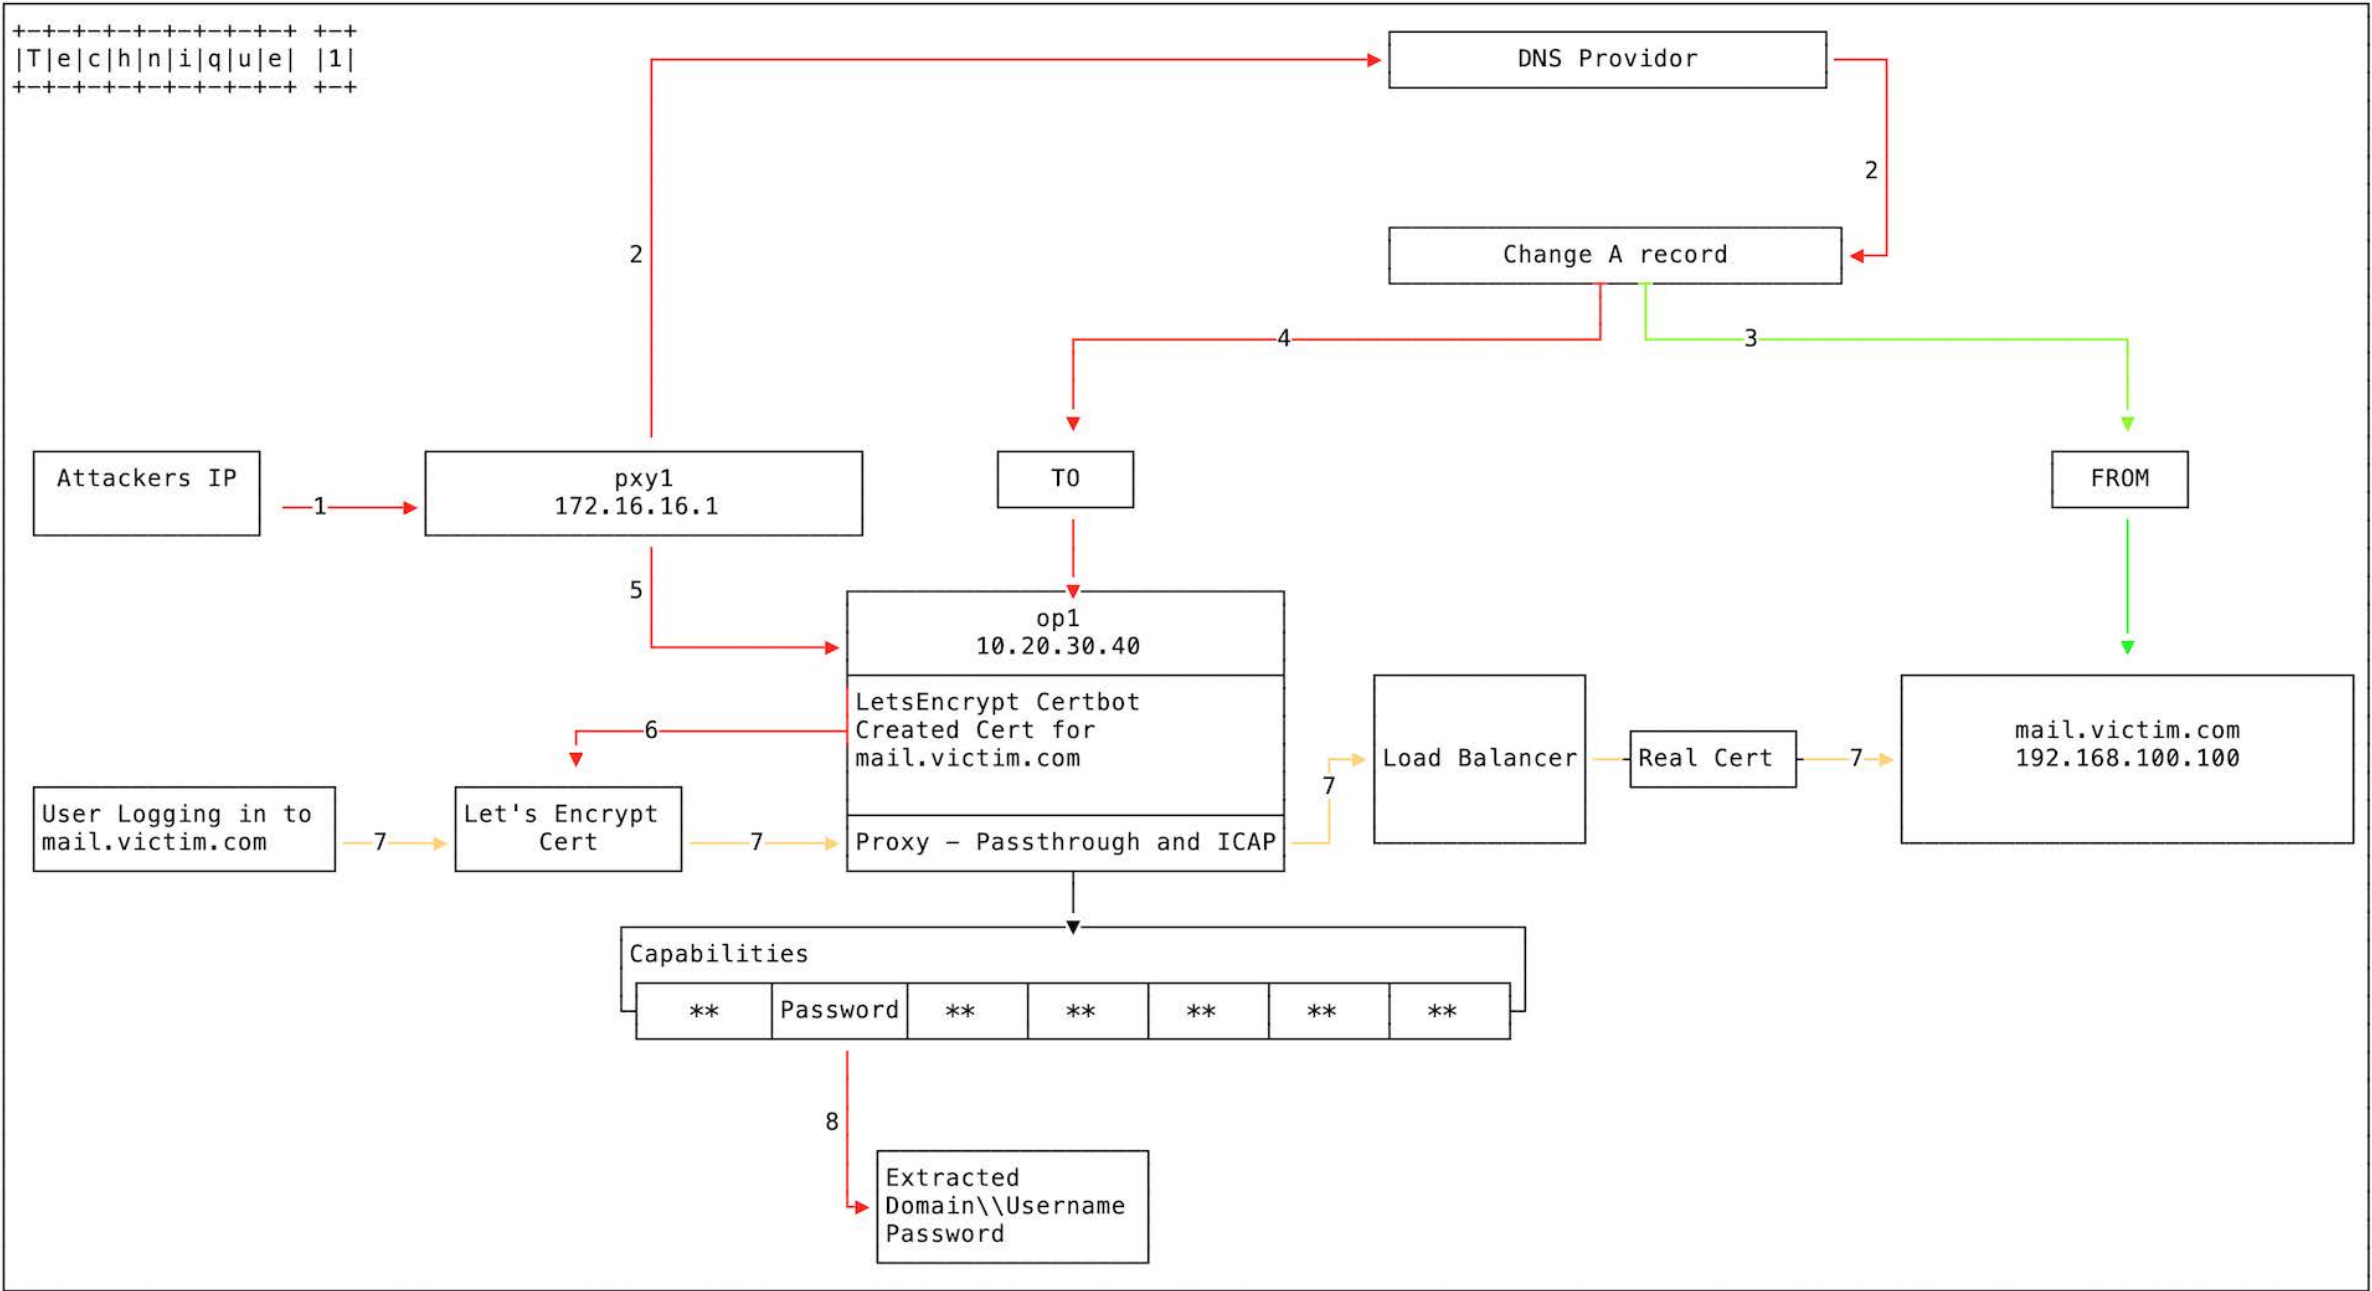 +-+-+-+-+-+-+-+-+-+ +-+
|T|e|c|h|n|i|q|u|e| |1|
+-+-+-+-+-+-+-+-+-+ +-+
DNS Providor
2
2
Change A record
4
3
Attackers IP
1
pxy1
172.16.16.1
TO
FROM
5
op1
10.20.30.40
LetsEncrypt Certbot
Created Cert for
mail.victim.com
6
Load Balancer
Real Cert
7
mail.victim.com
192.168.100.100
7
User Logging in to
mail.victim.com
7
Let's Encrypt
Cert
7
Proxy – Passthrough and ICAP
Capabilities
**
Password
**
**
**
**
**
8
Extracted
Domain\\Username
Password